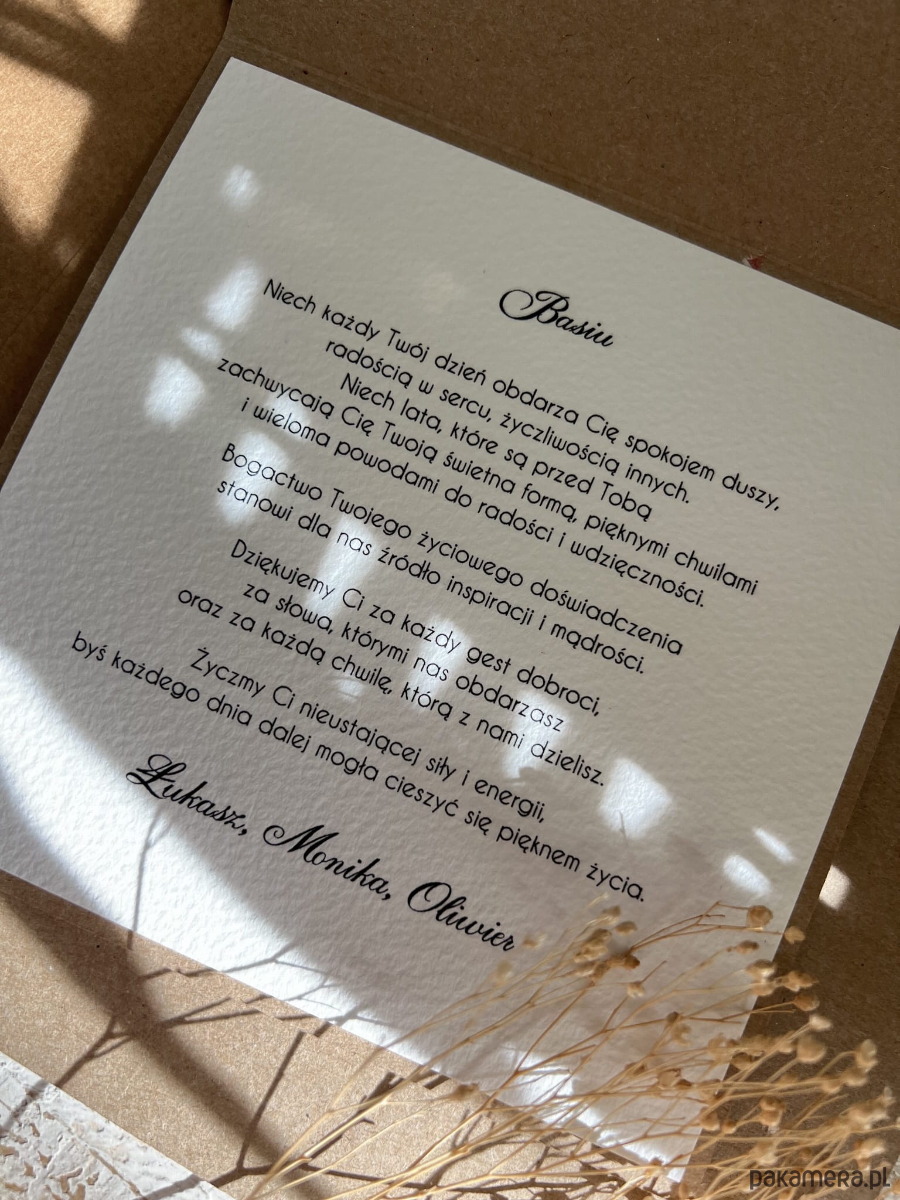 Basiu
Niech każdy Twój dzień obdarza Cię spokojem duszy,
radością w sercu, życzliwością innych.
Niech lata, które są przed Tobą
zachwycają Cię Twoją świetna formą, pięknymi chwilami
i wieloma powodami do radości i wdzięczności.
Bogactwo Twojego życiowego doświadczenia
stanowi dla nas źródło inspiracji i mądrości.
Dziękujemy Ci za każdy gest dobroci,
za słowa, którymi nas obdarzasz
oraz za każdą chwilę, którą z nami dzielisz.
Życzmy Ci nieustającej siły i energii,
byś każdego dnia dalej mogła cieszyć się pięknem życia.
Łukasz, Monika, Oliwier
pakamera.pl